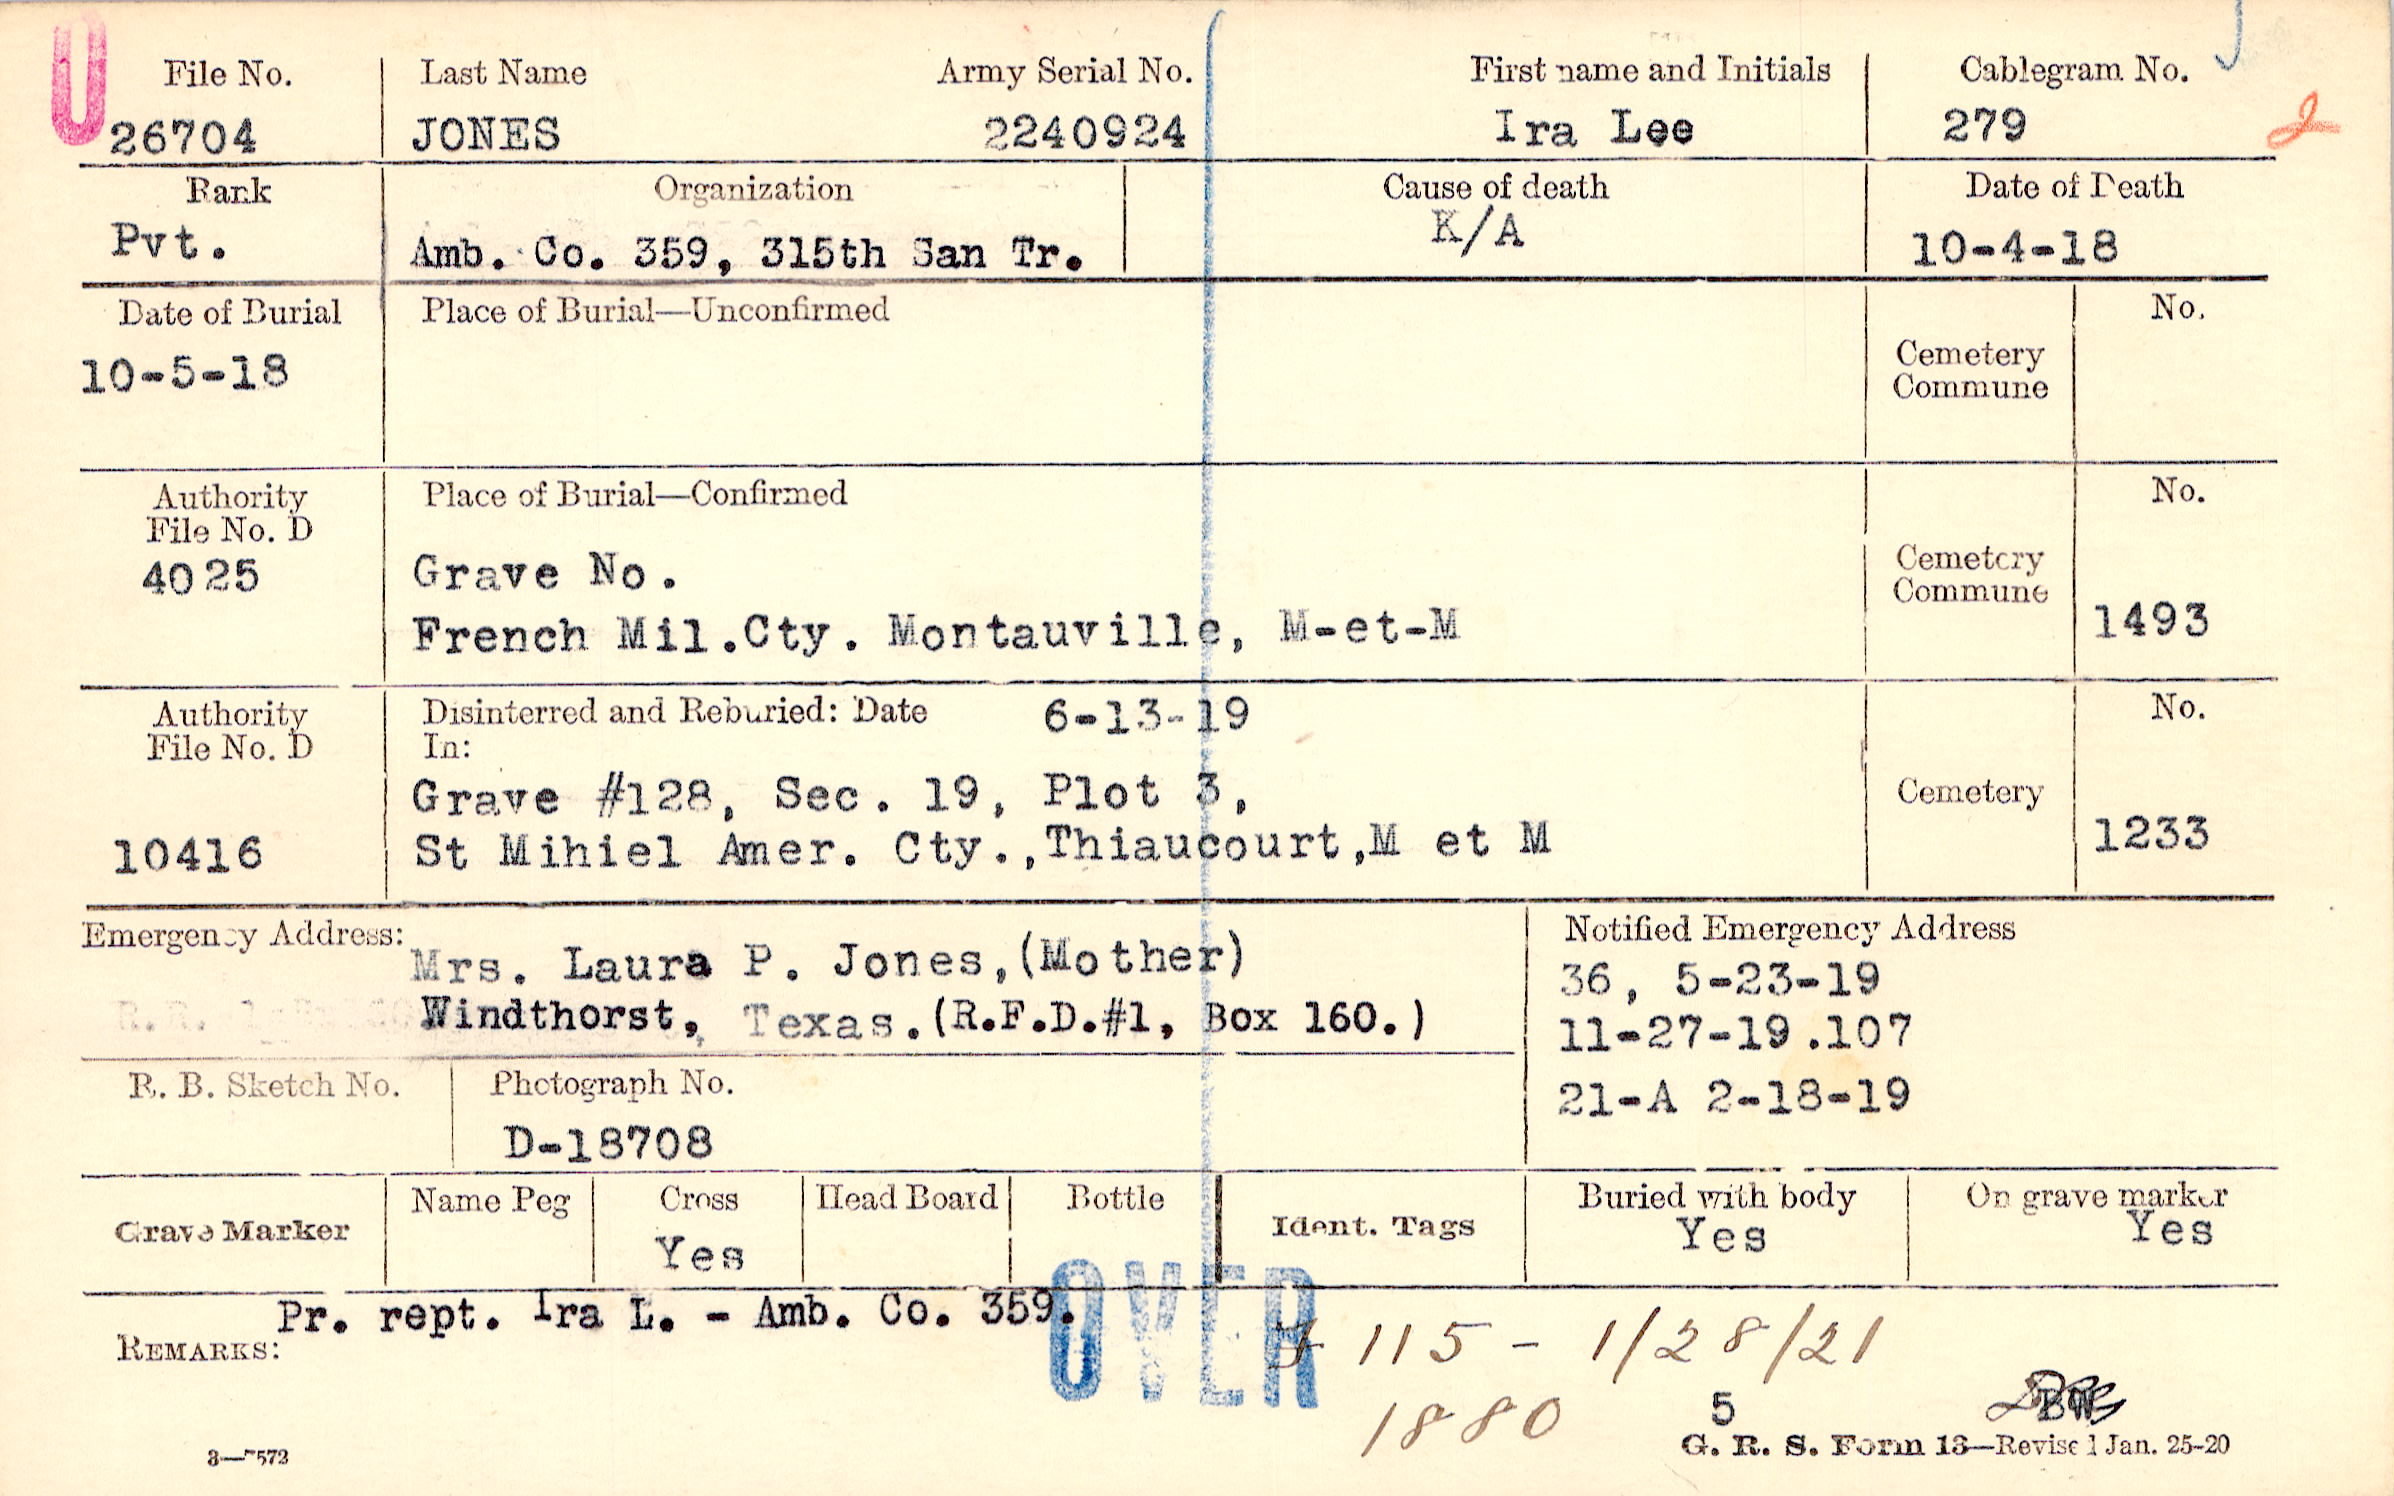 File No. Last Name Army Serial No. First name and Initials Cablegram No.
26704 JONES 2240924 Ira Lee 279 2
Rank Organization Cause of death Date of Death
Pvt. Amb. Co. 359, 315th San Tr. K/A 10-4-18
Date of Burial Place of Burial—Unconfirmed No.
10-5-18
Cemetery
Commune
Authority Place of Burial—Confirmed No.
File No. D
4025 Grave No.
Cemetery
Commune
French Mil.Cty. Montauville, M-et-M 1493
Authority Disinterred and Reburied: Date 6-13-19 No.
File No. D In:
Grave #128, Sec. 19, Plot 3, Cemetery
10416 St Mihiel Amer. Cty.,Thiaucourt,M et M 1233
Emergency Address: Notified Emergency Address
Mrs. Laura P. Jones,(Mother) 36, 5-23-19
Windthorst, Texas.(R.F.D.#1, Box 160.) 11-27-19.107
R. B. Sketch No. Photograph No. 21-A 2-18-19
D-18708
Grave Marker Name Peg Cross Head Board Bottle Ident. Tags Buried with body On grave marker
Yes Yes Yes
OVER
Pr. rept. Ira L. - Amb. Co. 359.
REMARKS: 115 - 1/28/21
1880 5 BW
3—7572 G. R. S. Form 13—Revised Jan. 25-20